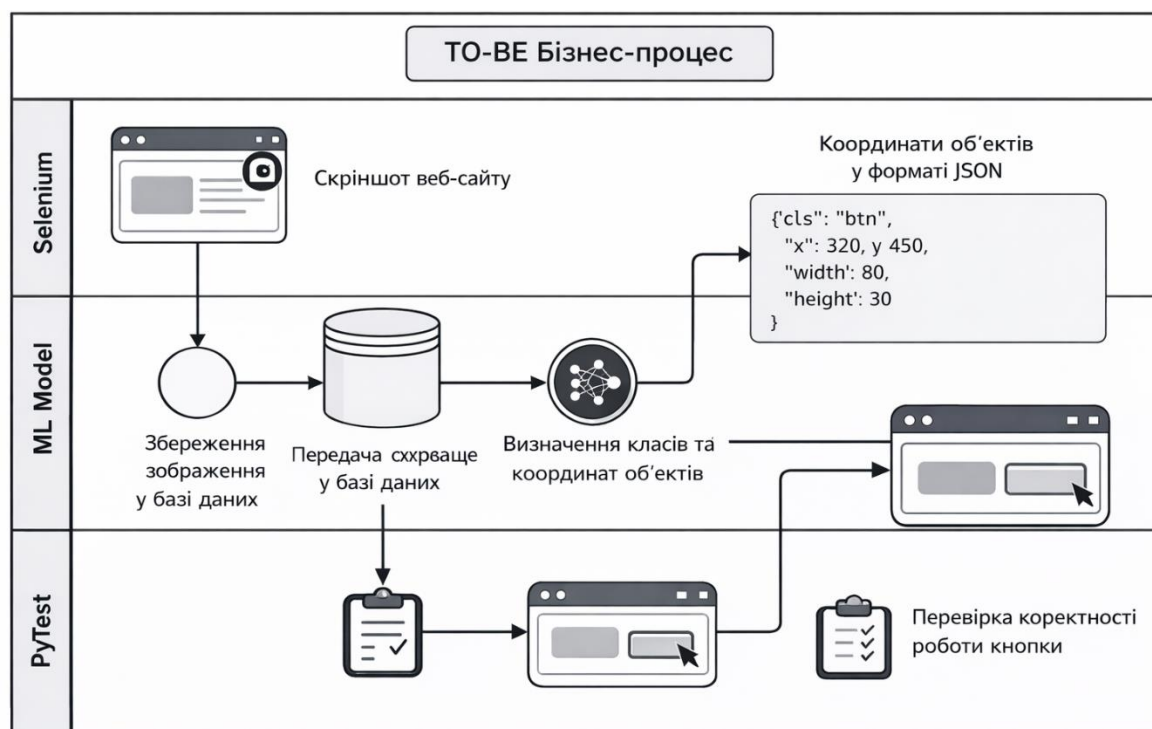 TO-BE Бізнес-процес
Selenium
Скріншот веб-сайту
Координати об'єктів
у форматі JSON
{'cls": "btn",
"x": 320, y 450,
"width': 80,
"height': 30
}
ML Model
Збереження
зображення
у базі даних
Передача схрваще
у базі даних
Визначення класів та
координат об'єктів
PyTest
Перевірка коректності
роботи кнопки